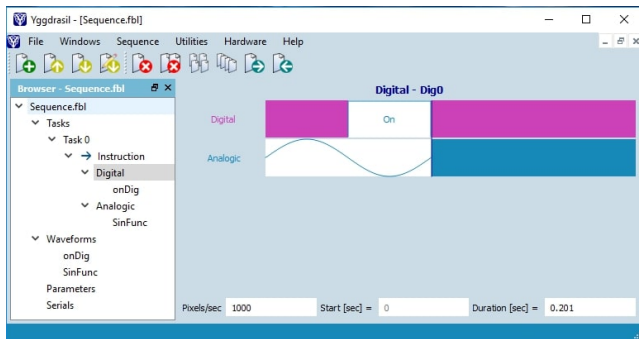 Yggdrasil - [Sequence.fbl]
File Windows Sequence Utilities Hardware Help
Browser - Sequence.fbl
Digital - Dig0
Sequence.fbl
Tasks
Task 0
Instruction
Digital
onDig
Analogic
SinFunc
Waveforms
onDig
SinFunc
Parameters
Serials
Digital
On
Analogic
Pixels/sec 1000 Start [sec] = 0 Duration [sec] = 0.201